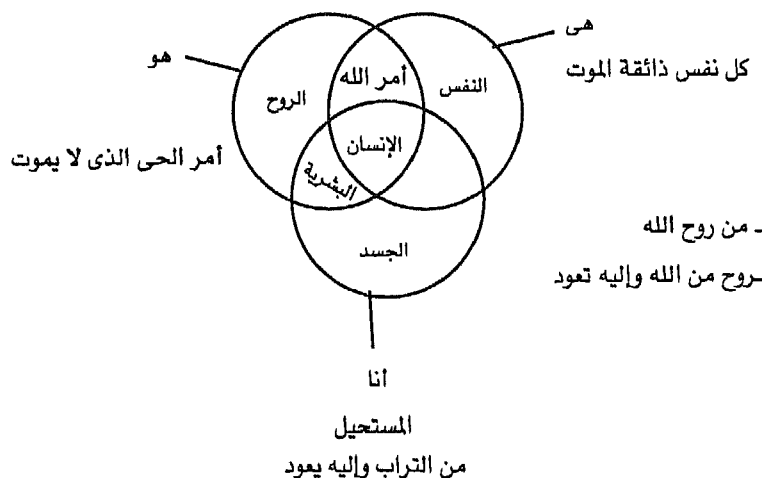 هى
هو
كل نفس ذائقة الموت
أمر الله
النفس
الروح
الإنسان
أمر الحى الذى لا يموت
البشرية
ـ من روح الله
الجسد
ـروح من الله وإليه تعود
أنا
المستحيل
من التراب وإليه يعود